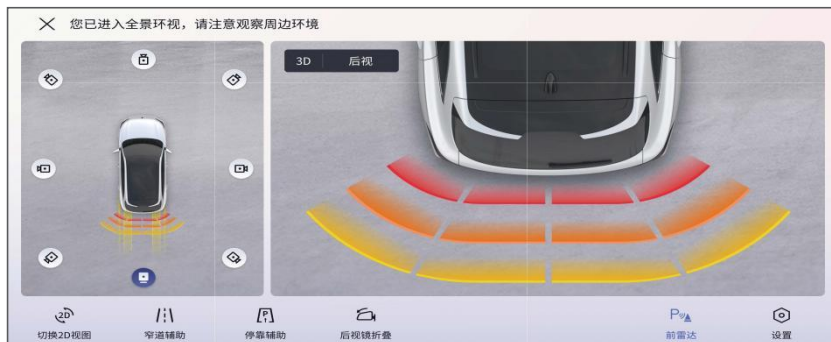 您已进入全景环视，请注意观察周边环境
3D 后视
2D
切换2D视图
窄道辅助
P
停靠辅助
后视镜折叠
P
前雷达
设置